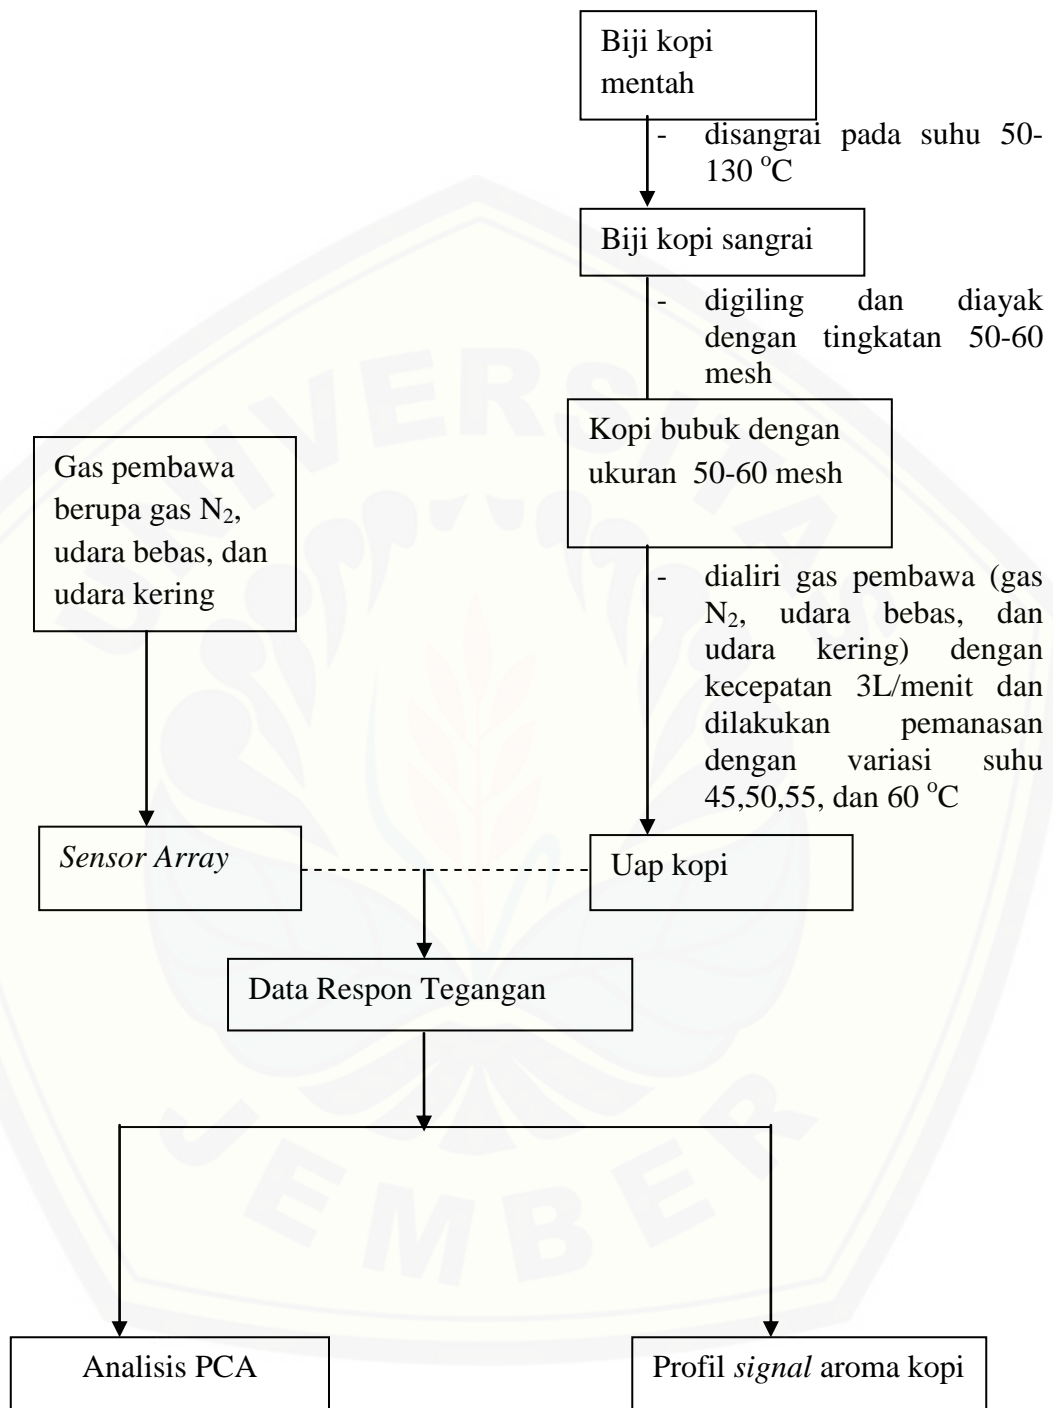 Biji kopi
mentah
- disangrai pada suhu 50-
130 °C
Biji kopi sangrai
- digiling dan diayak
dengan tingkatan 50-60
mesh
Kopi bubuk dengan
ukuran 50-60 mesh
Gas pembawa
berupa gas N₂,
udara bebas, dan
udara kering
- dialiri gas pembawa (gas
N₂, udara bebas, dan
udara kering) dengan
kecepatan 3L/menit dan
dilakukan pemanasan
dengan variasi suhu
45,50,55, dan 60 °C
Sensor Array
Uap kopi
Data Respon Tegangan
Analisis PCA
Profil signal aroma kopi
UNIVERSITAS
JEMBER